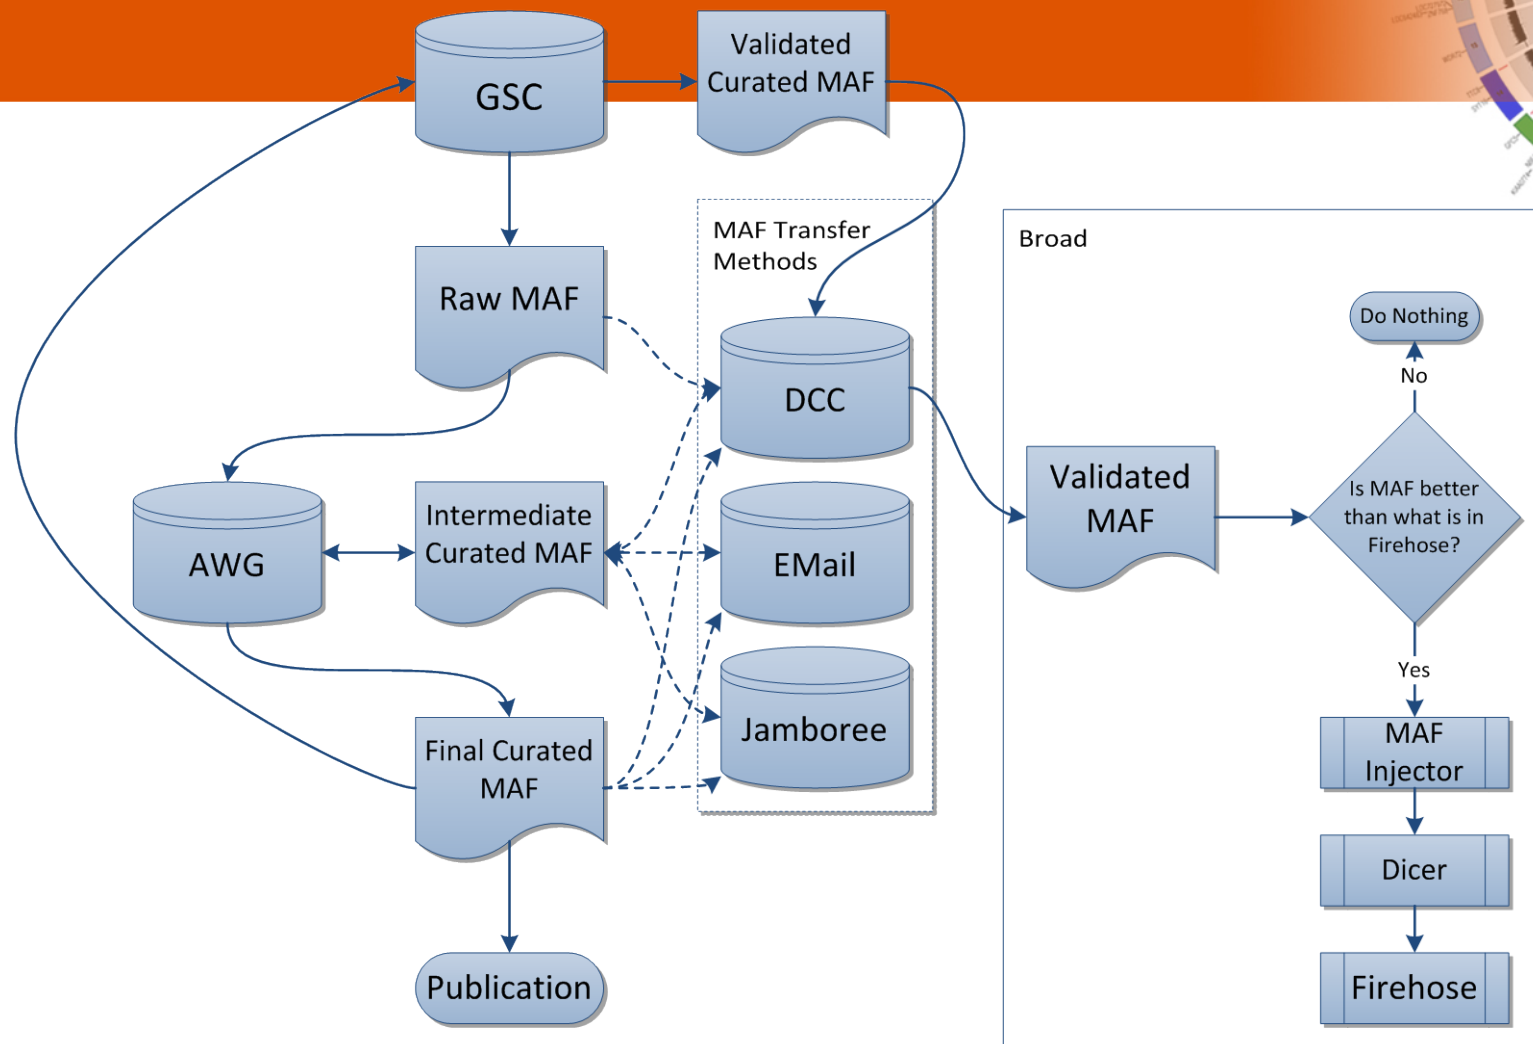 GSC
Validated
Curated MAF
Raw MAF
MAF Transfer
Methods
DCC
AWG
Intermediate
Curated MAF
EMail
Jamboree
Final Curated
MAF
Publication
Broad
Do Nothing
No
Validated
MAF
Is MAF better
than what is in
Firehose?
Yes
MAF
Injector
Dicer
Firehose